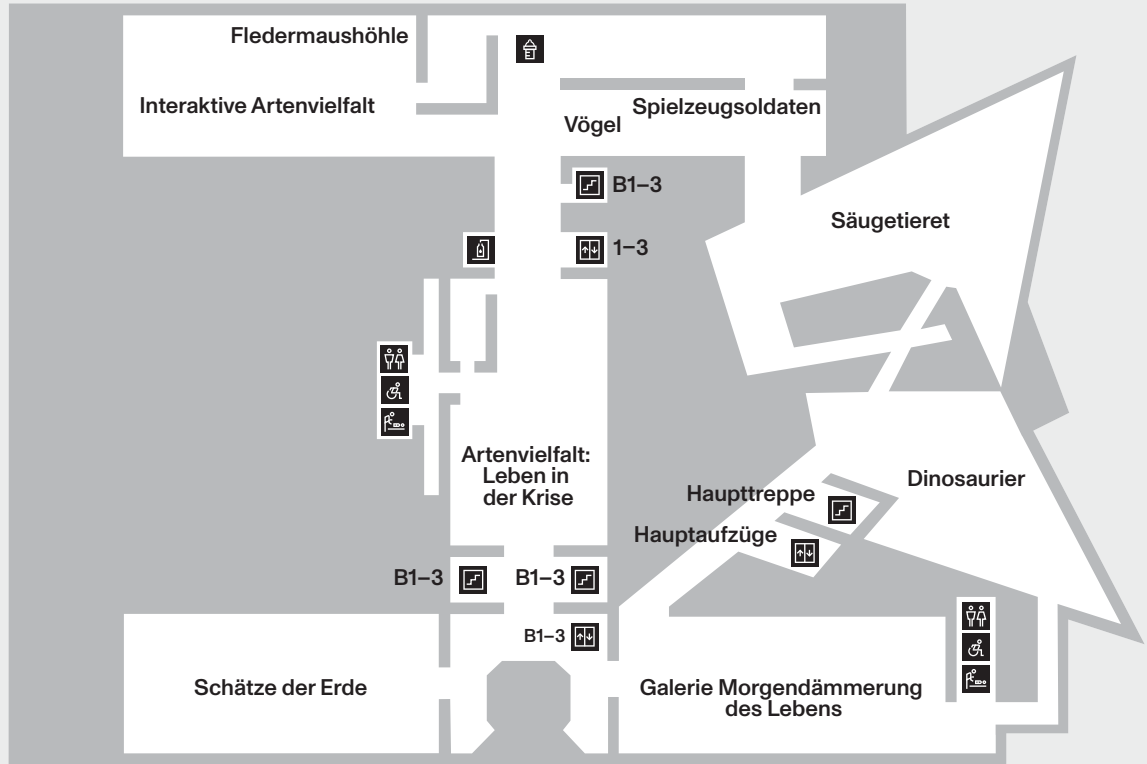 Fledermaushöhle
Interaktive Artenvielfalt
Spielzeugsoldaten
Vögel
B1–3
1–3
Säugetieret
Artenvielfalt:
Leben in
der Krise
Dinosaurier
Haupttreppe
Hauptaufzüge
B1–3
B1–3
B1–3
Schätze der Erde
Galerie Morgendämmerung
des Lebens